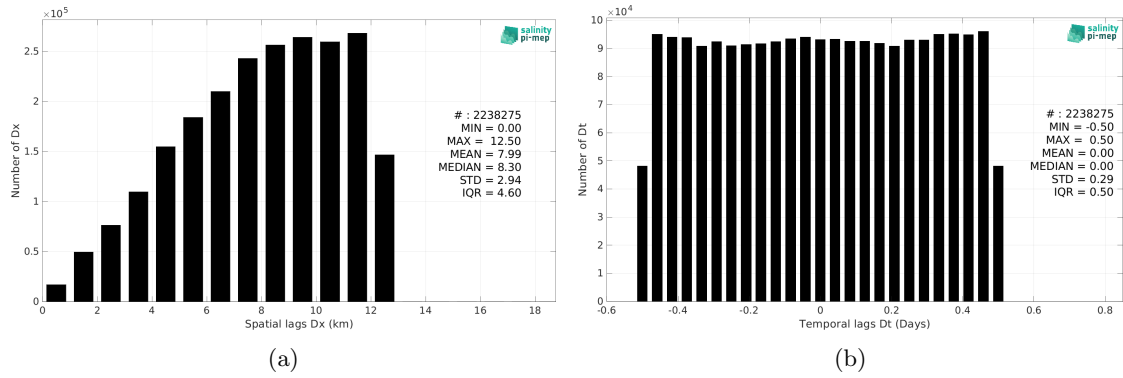 ×10⁵
salinity
pi-mep
2.5
2
1.5
1
0.5
0
Number of Dx
# : 2238275
MIN = 0.00
MAX = 12.50
MEAN = 7.99
MEDIAN = 8.30
STD = 2.94
IQR = 4.60
0 2 4 6 8 10 12 14 16 18
Spatial lags Dx (km)
(a)
×10⁴
salinity
pi-mep
10
9
8
7
6
5
4
3
2
1
0
Number of Dt
# : 2238275
MIN = -0.50
MAX = 0.50
MEAN = 0.00
MEDIAN = 0.00
STD = 0.29
IQR = 0.50
-0.6 -0.4 -0.2 0 0.2 0.4 0.6 0.8
Temporal lags Dt (Days)
(b)